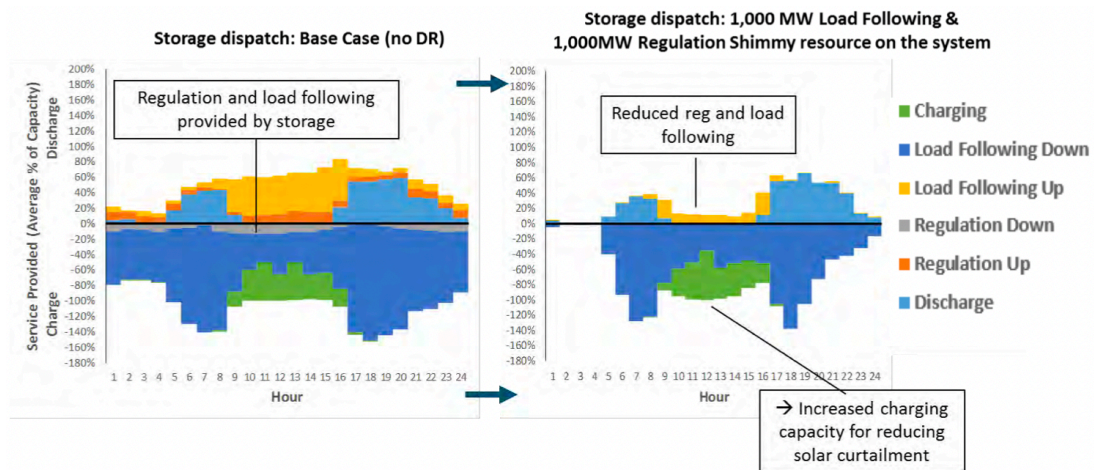 Storage dispatch: Base Case (no DR)
Storage dispatch: 1,000 MW Load Following &
1,000MW Regulation Shimmy resource on the system
Service Provided (Average % of Capacity)
Charge
Discharge
200%
180%
160%
140%
120%
100%
80%
60%
40%
20%
0%
-20%
-40%
-60%
-80%
-100%
-120%
-140%
-160%
-180%
Regulation and load following
provided by storage
1 2 3 4 5 6 7 8 9 10 11 12 13 14 15 16 17 18 19 20 21 22 23 24
Hour
200%
180%
160%
140%
120%
100%
80%
60%
40%
20%
0%
-20%
-40%
-60%
-80%
-100%
-120%
-140%
-160%
-180%
Reduced reg and load
following
1 2 3 4 5 6 7 8 9 10 11 12 13 14 15 16 17 18 19 20 21 22 23 24
Hour
→ Increased charging
capacity for reducing
solar curtailment
Charging
Load Following Down
Load Following Up
Regulation Down
Regulation Up
Discharge